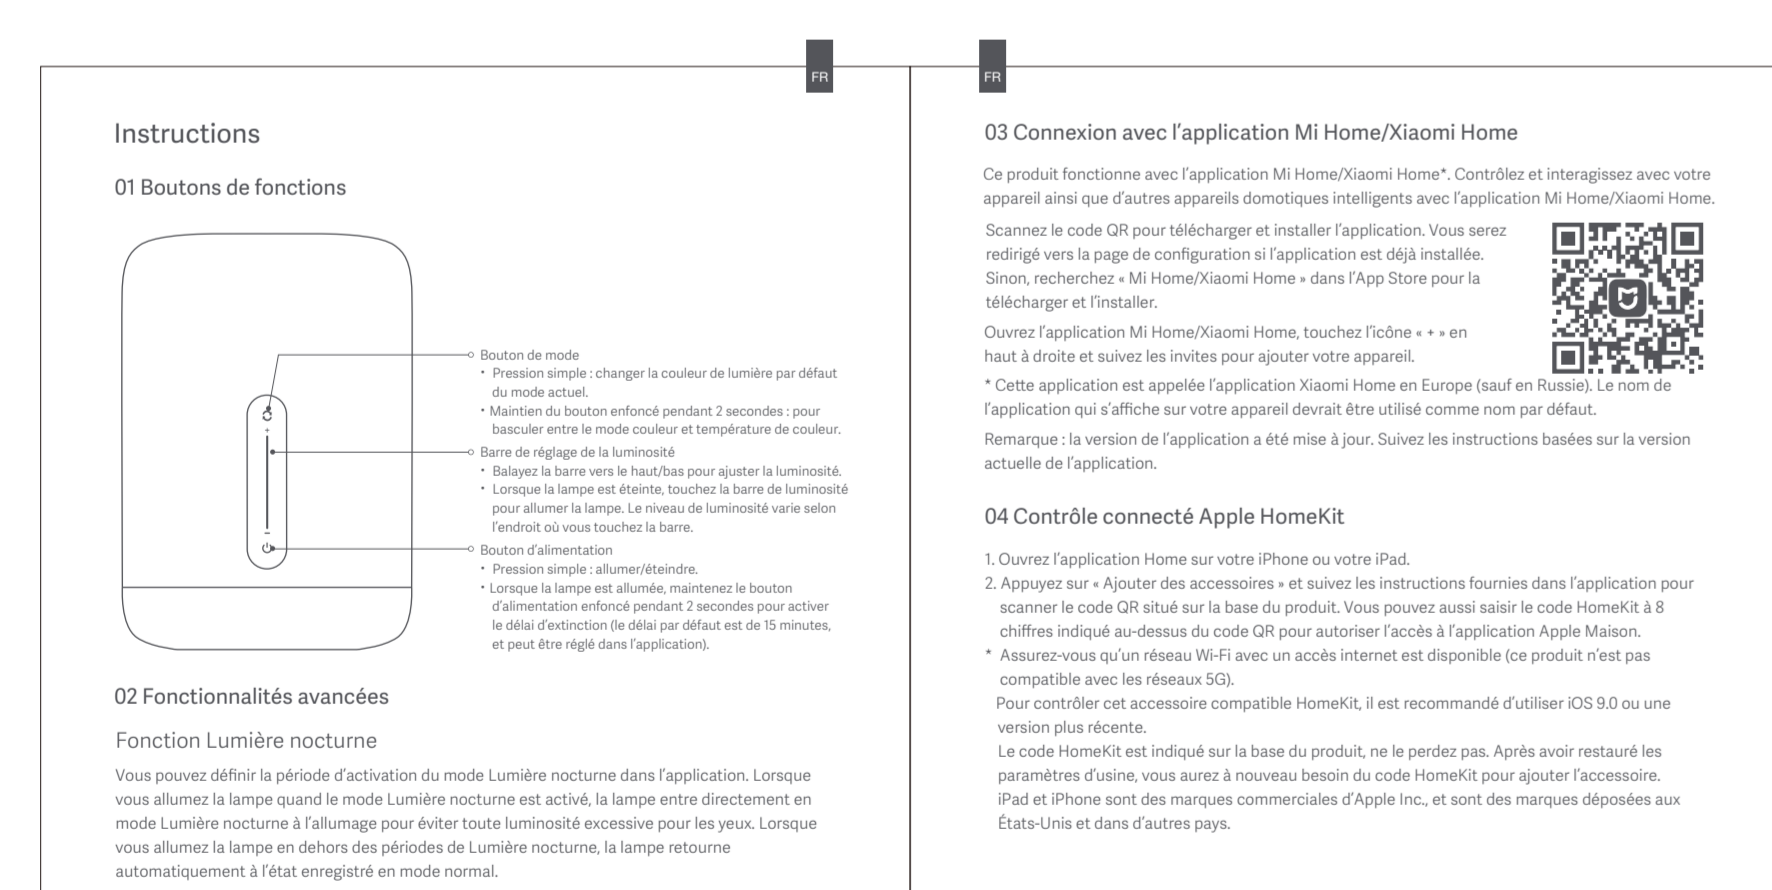 FR
Instructions
01 Boutons de fonctions
Bouton de mode
• Pression simple : changer la couleur de lumière par défaut
du mode actuel.
• Maintien du bouton enfoncé pendant 2 secondes : pour
basculer entre le mode couleur et température de couleur.
+
Barre de réglage de la luminosité
• Balayez la barre vers le haut/bas pour ajuster la luminosité.
• Lorsque la lampe est éteinte, touchez la barre de luminosité
pour allumer la lampe. Le niveau de luminosité varie selon
l'endroit où vous touchez la barre.
−
Bouton d'alimentation
• Pression simple : allumer/éteindre.
• Lorsque la lampe est allumée, maintenez le bouton
d'alimentation enfoncé pendant 2 secondes pour activer
le délai d'extinction (le délai par défaut est de 15 minutes,
et peut être réglé dans l'application).
02 Fonctionnalités avancées
Fonction Lumière nocturne
Vous pouvez définir la période d'activation du mode Lumière nocturne dans l'application. Lorsque
vous allumez la lampe quand le mode Lumière nocturne est activé, la lampe entre directement en
mode Lumière nocturne à l'allumage pour éviter toute luminosité excessive pour les yeux. Lorsque
vous allumez la lampe en dehors des périodes de Lumière nocturne, la lampe retourne
automatiquement à l'état enregistré en mode normal.
FR
03 Connexion avec l'application Mi Home/Xiaomi Home
Ce produit fonctionne avec l'application Mi Home/Xiaomi Home*. Contrôlez et interagissez avec votre
appareil ainsi que d'autres appareils domotiques intelligents avec l'application Mi Home/Xiaomi Home.
Scannez le code QR pour télécharger et installer l'application. Vous serez
redirigé vers la page de configuration si l'application est déjà installée.
Sinon, recherchez « Mi Home/Xiaomi Home » dans l'App Store pour la
télécharger et l'installer.
Ouvrez l'application Mi Home/Xiaomi Home, touchez l'icône « + » en
haut à droite et suivez les invites pour ajouter votre appareil.
* Cette application est appelée l'application Xiaomi Home en Europe (sauf en Russie). Le nom de
l'application qui s'affiche sur votre appareil devrait être utilisé comme nom par défaut.
Remarque : la version de l'application a été mise à jour. Suivez les instructions basées sur la version
actuelle de l'application.
04 Contrôle connecté Apple HomeKit
1. Ouvrez l'application Home sur votre iPhone ou votre iPad.
2. Appuyez sur « Ajouter des accessoires » et suivez les instructions fournies dans l'application pour
scanner le code QR situé sur la base du produit. Vous pouvez aussi saisir le code HomeKit à 8
chiffres indiqué au-dessus du code QR pour autoriser l'accès à l'application Apple Maison.
* Assurez-vous qu'un réseau Wi-Fi avec un accès internet est disponible (ce produit n'est pas
compatible avec les réseaux 5G).
Pour contrôler cet accessoire compatible HomeKit, il est recommandé d'utiliser iOS 9.0 ou une
version plus récente.
Le code HomeKit est indiqué sur la base du produit, ne le perdez pas. Après avoir restauré les
paramètres d'usine, vous aurez à nouveau besoin du code HomeKit pour ajouter l'accessoire.
iPad et iPhone sont des marques commerciales d'Apple Inc., et sont des marques déposées aux
États-Unis et dans d'autres pays.